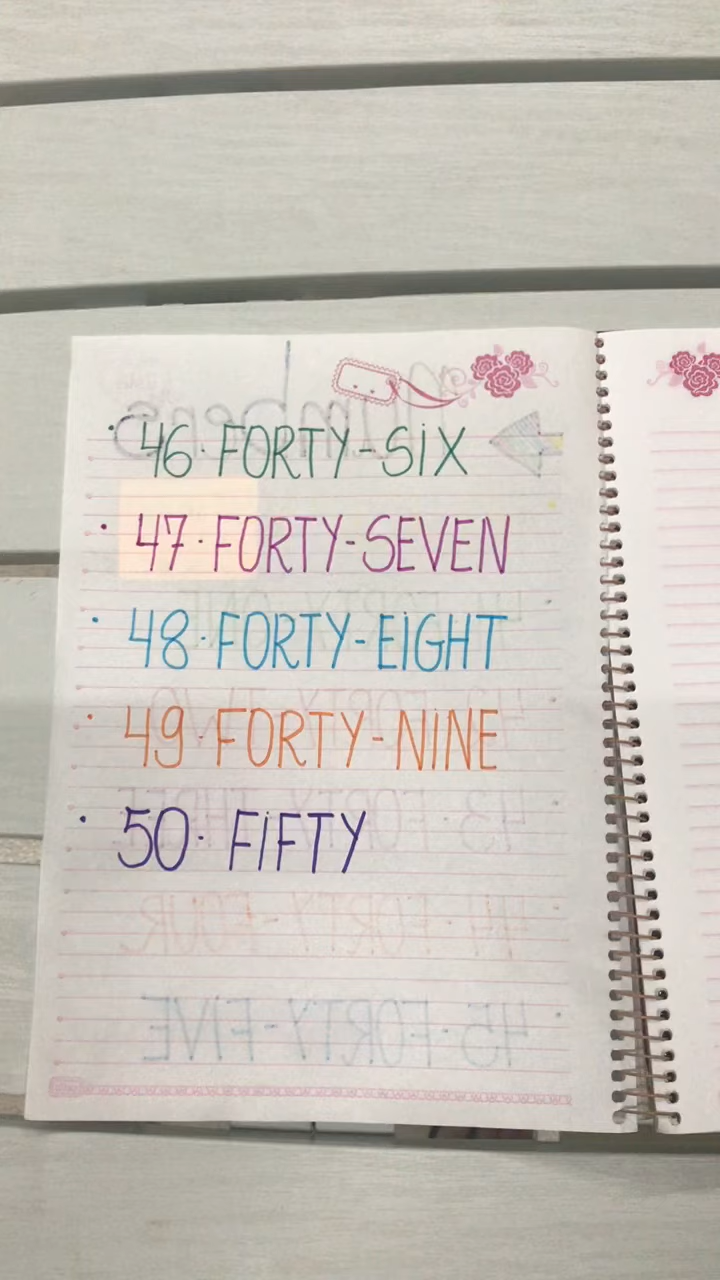 46· FORTY-SiX
47· FORTY-SEVEN
48· FORTY-EiGHT
49· FORTY-NiNE
50· FiFTY